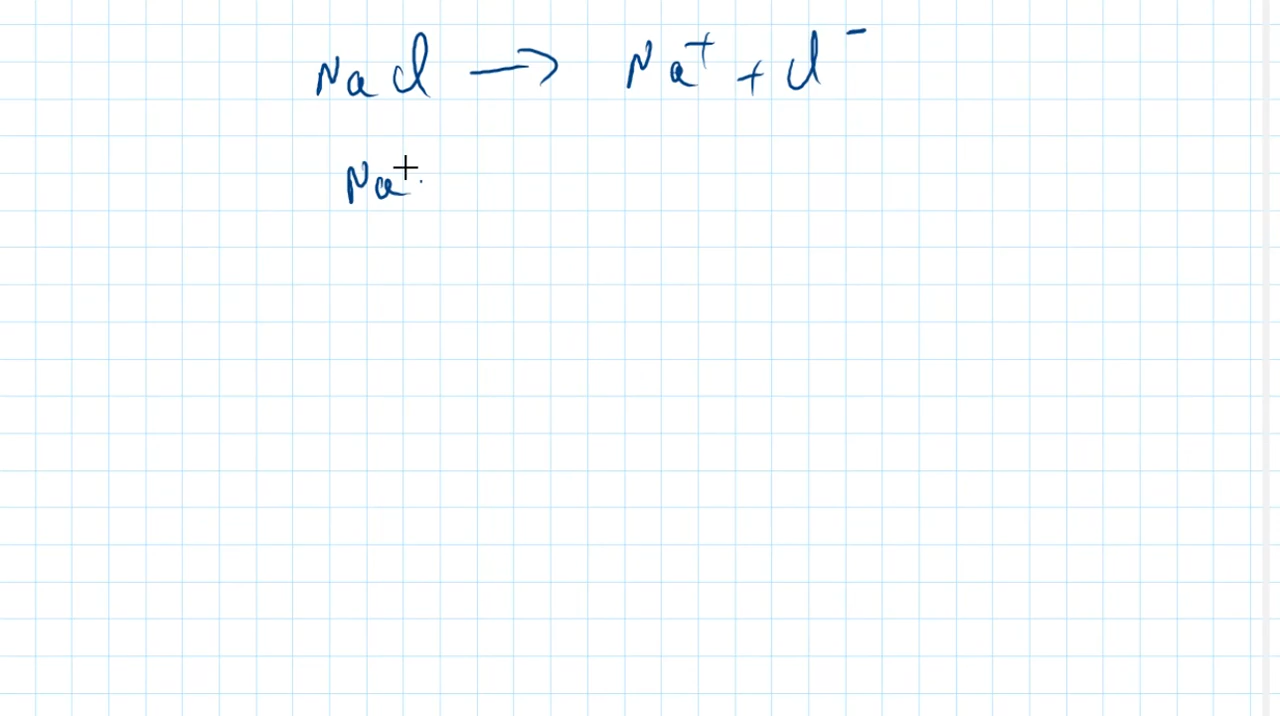 NaCl → Na⁺ + Cl⁻
Na